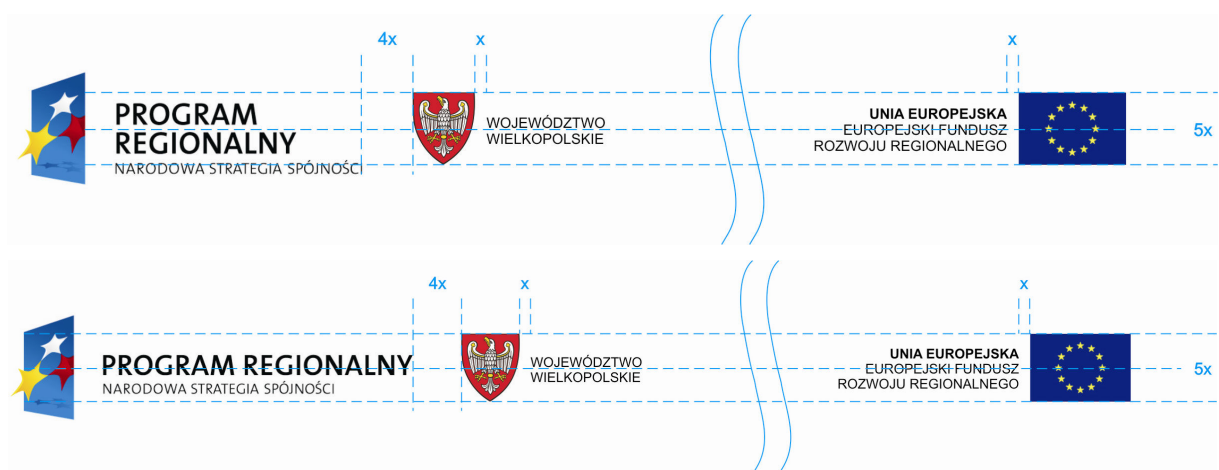 4x x x
PROGRAM
REGIONALNY
NARODOWA STRATEGIA SPÓJNOŚCI
WOJEWÓDZTWO
WIELKOPOLSKIE
UNIA EUROPEJSKA
EUROPEJSKI FUNDUSZ
ROZWOJU REGIONALNEGO
5x
4x x x
PROGRAM REGIONALNY
NARODOWA STRATEGIA SPÓJNOŚCI
WOJEWÓDZTWO
WIELKOPOLSKIE
UNIA EUROPEJSKA
EUROPEJSKI FUNDUSZ
ROZWOJU REGIONALNEGO
5x